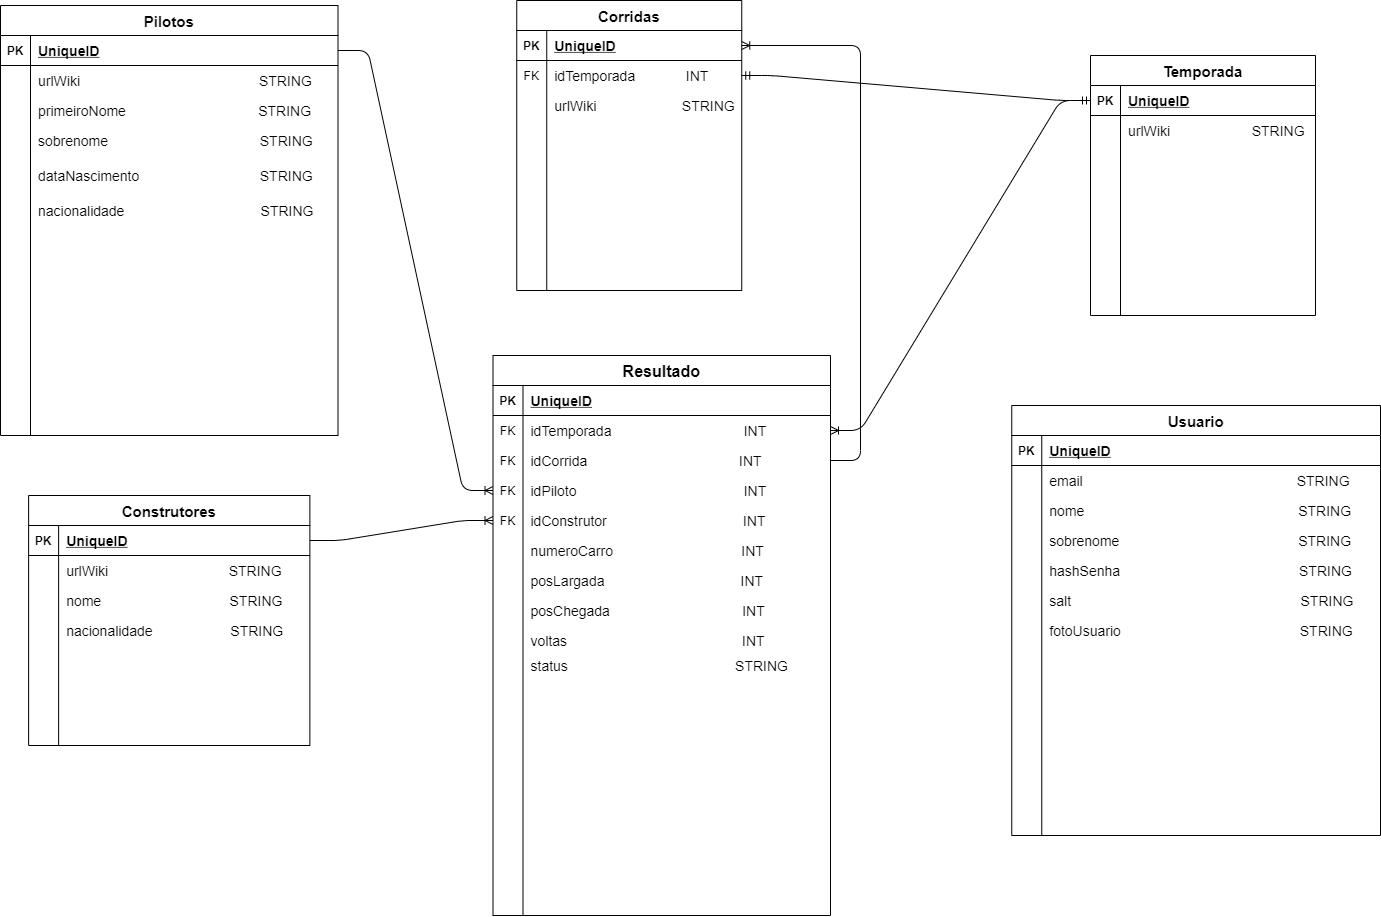 Pilotos
PK UniqueID
urlWiki STRING
primeiroNome STRING
sobrenome STRING
dataNascimento STRING
nacionalidade STRING
Corridas
PK UniqueID
FK idTemporada INT
urlWiki STRING
Temporada
PK UniqueID
urlWiki STRING
Resultado
PK UniqueID
FK idTemporada INT
FK idCorrida INT
FK idPiloto INT
FK idConstrutor INT
numeroCarro INT
posLargada INT
posChegada INT
voltas INT
status STRING
Usuario
PK UniqueID
email STRING
nome STRING
sobrenome STRING
hashSenha STRING
salt STRING
fotoUsuario STRING
Construtores
PK UniqueID
urlWiki STRING
nome STRING
nacionalidade STRING